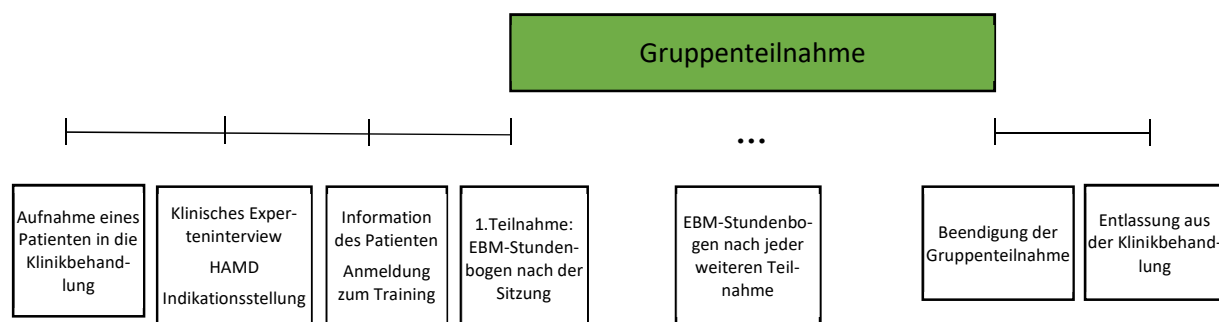 Gruppenteilnahme
...
Aufnahme eines
Patienten in die
Klinikbehand-
lung
Klinisches Exper-
teninterview
HAMD
Indikationsstellung
Information
des Patienten
Anmeldung
zum Training
1.Teilnahme:
EBM-Stunden-
bogen nach der
Sitzung
EBM-Stundenbo-
gen nach jeder
weiteren Teil-
nahme
Beendigung der
Gruppenteilnahme
Entlassung aus
der Klinikbehand-
lung